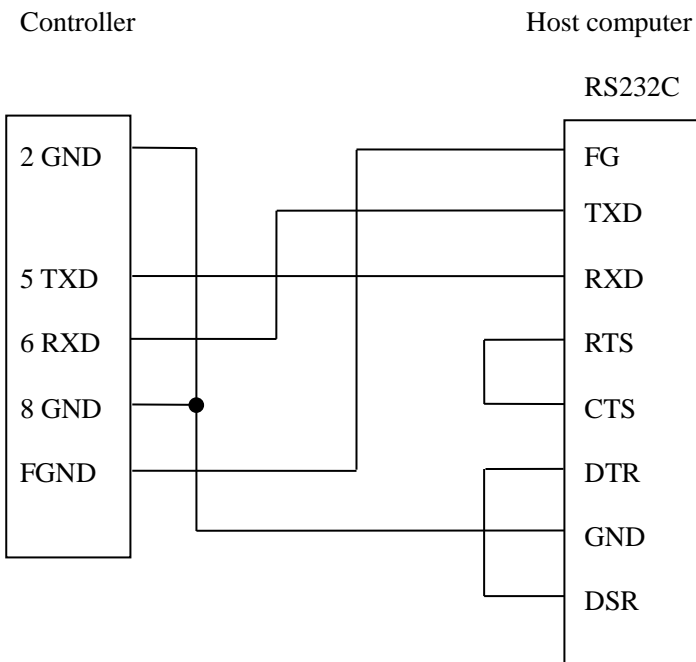 Controller
Host computer
RS232C
2 GND
5 TXD
6 RXD
8 GND
FGND
FG
TXD
RXD
RTS
CTS
DTR
GND
DSR